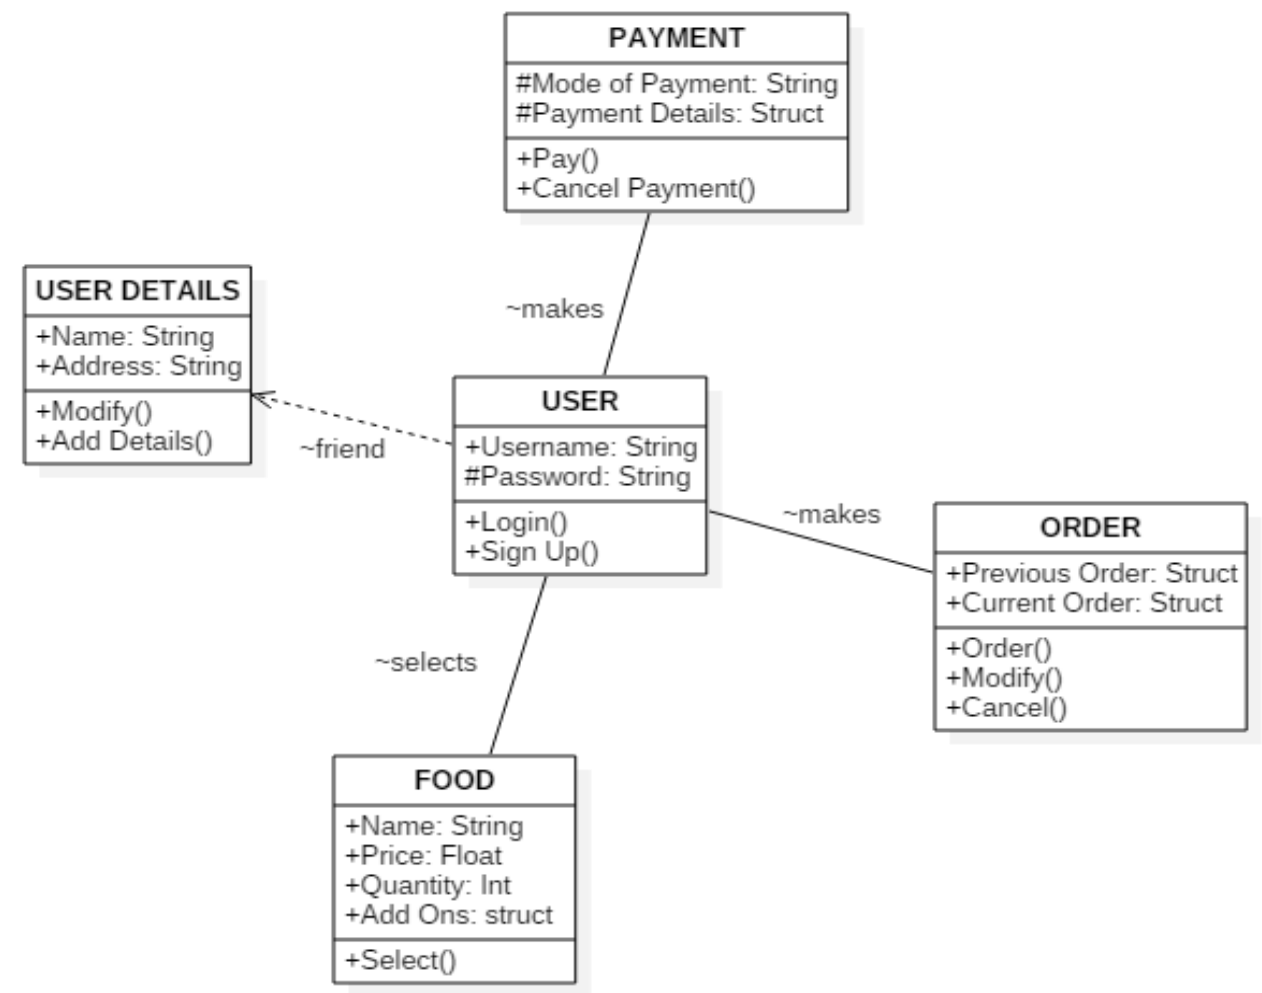 PAYMENT
#Mode of Payment: String
#Payment Details: Struct
+Pay()
+Cancel Payment()
~makes
USER DETAILS
+Name: String
+Address: String
+Modify()
+Add Details()
~friend
USER
+Username: String
#Password: String
+Login()
+Sign Up()
~makes
ORDER
+Previous Order: Struct
+Current Order: Struct
+Order()
+Modify()
+Cancel()
~selects
FOOD
+Name: String
+Price: Float
+Quantity: Int
+Add Ons: struct
+Select()